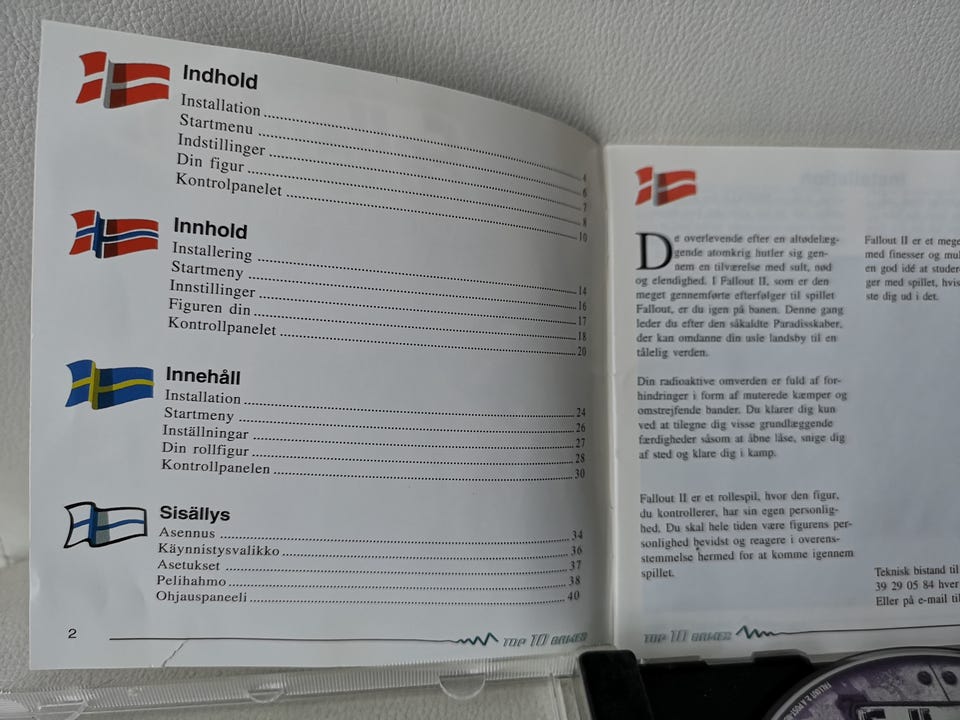 Indhold
Installation 4
Startmenu 6
Indstillinger 7
Din figur 8
Kontrolpanelet 10
Innhold
Installering 14
Startmeny 16
Innstillinger 17
Figuren din 18
Kontrollpanelet 20
Innehåll
Installation 24
Startmeny 26
Inställningar 27
Din rollfigur 28
Kontrollpanelen 30
Sisällys
Asennus 34
Käynnistysvalikko 36
Asetukset 37
Pelihahmo 38
Ohjauspaneeli 40
2
TOP 10 GAMES
De overlevende efter en altødelæg-
gende atomkrig hutler sig gen-
nem en tilværelse med sult, nød
og elendighed. I Fallout II, som er den
meget gennemførte efterfølger til spillet
Fallout, er du igen på banen. Denne gang
leder du efter den såkaldte Paradisskaber,
der kan omdanne din usle landsby til en
tålelig verden.
Din radioaktive omverden er fuld af for-
hindringer i form af muterede kæmper og
omstrejfende bander. Du klarer dig kun
ved at tilegne dig visse grundlæggende
færdigheder såsom at åbne låse, snige dig
af sted og klare dig i kamp.
Fallout II er et rollespil, hvor den figur,
du kontrollerer, har sin egen personlig-
hed. Du skal hele tiden være figurens per-
sonlighed bevidst og reagere i overens-
stemmelse hermed for at komme igennem
spillet.
Fallout II er et mege
med finesser og mul
en god idé at studer
ger med spillet, hvis
ste dig ud i det.
Teknisk bistand til
39 29 05 84 hver
Eller på e-mail til
TOP 10 GAMES
FALLOUT 2: A POST